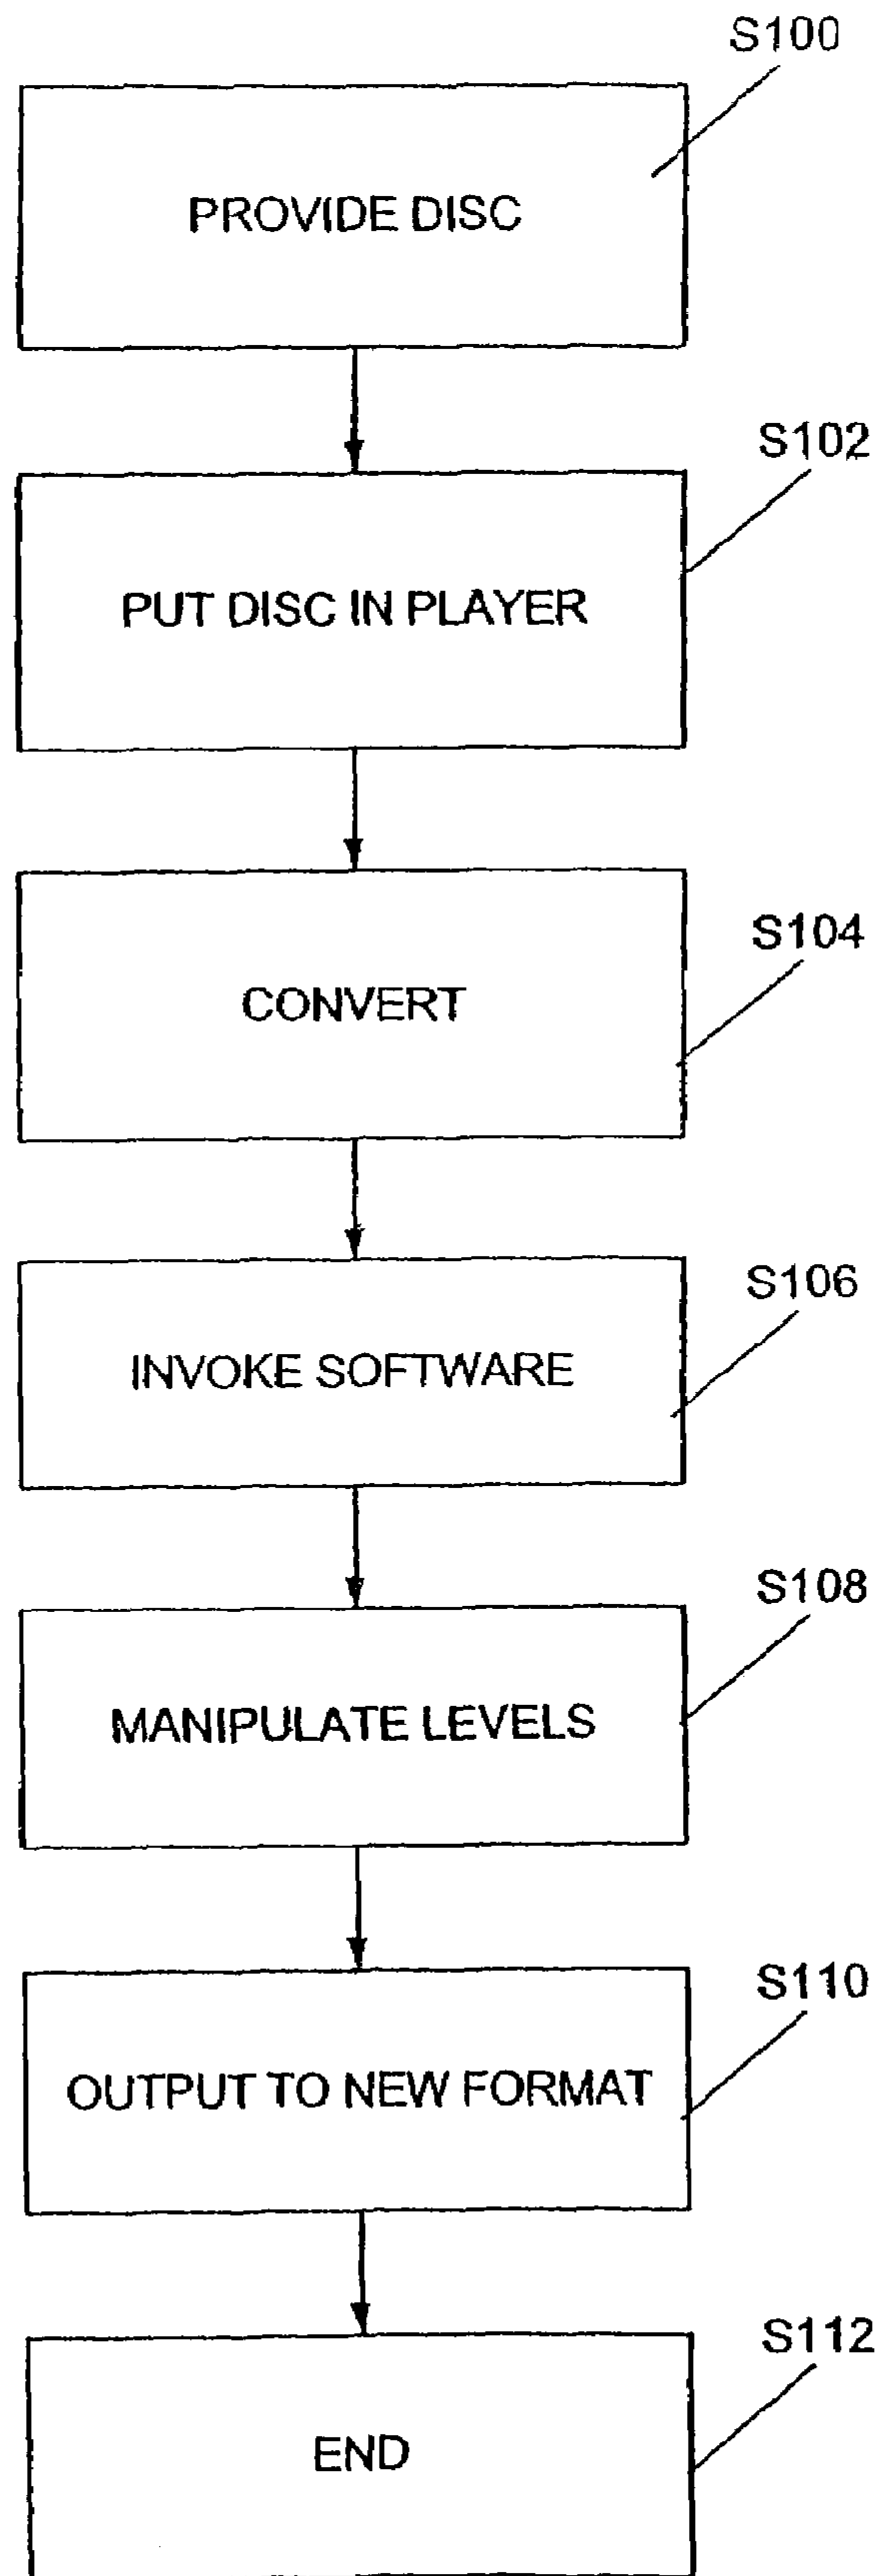 S100
PROVIDE DISC
S102
PUT DISC IN PLAYER
S104
CONVERT
S106
INVOKE SOFTWARE
S108
MANIPULATE LEVELS
S110
OUTPUT TO NEW FORMAT
S112
END